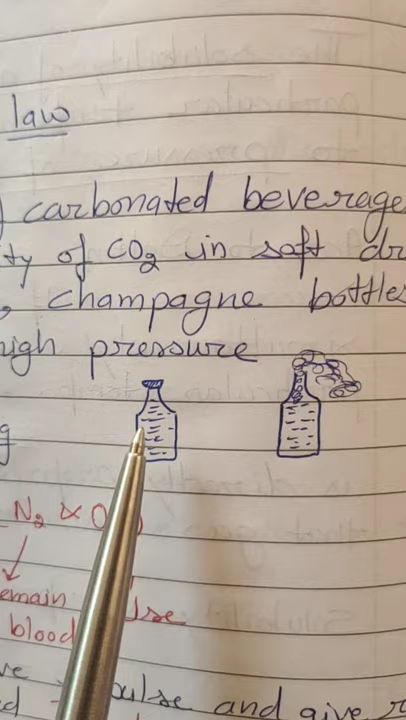 law
carbonated beverage
ty of CO2 in soft dr
, champagne bottles
high pressure
g
N2 & O
emain
blood
ve pulse and give r